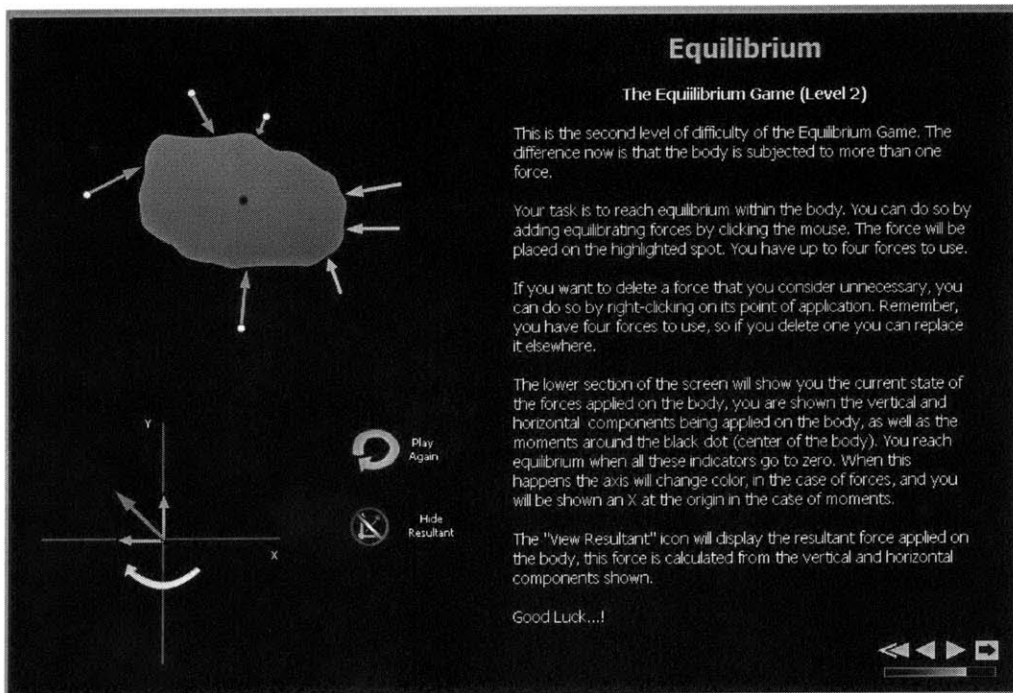 Equilibrium
The Equiilibrium Game (Level 2)
This is the second level of difficulty of the Equilibrium Game. The
difference now is that the body is subjected to more than one
force.
Your task is to reach equilibrium within the body. You can do so by
adding equilibrating forces by clicking the mouse. The force will be
placed on the highlighted spot. You have up to four forces to use.
If you want to delete a force that you consider unnecessary, you
can do so by right-clicking on its point of application. Remember,
you have four forces to use, so if you delete one you can replace
it elsewhere.
The lower section of the screen will show you the current state of
the forces applied on the body, you are shown the vertical and
horizontal components being applied on the body, as well as the
moments around the black dot (center of the body). You reach
equilibrium when all these indicators go to zero. When this
happens the axis will change color, in the case of forces, and you
will be shown an X at the origin in the case of moments.
The "View Resultant" icon will display the resultant force applied on
the body, this force is calculated from the vertical and horizontal
components shown.
Good Luck...!
Y
X
Play
Again
Hide
Resultant